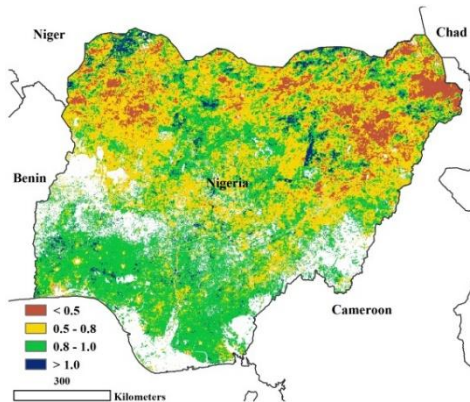 Niger
Chad
Benin
Nigeria
Cameroon
< 0.5
0.5 - 0.8
0.8 - 1.0
> 1.0
300
Kilometers